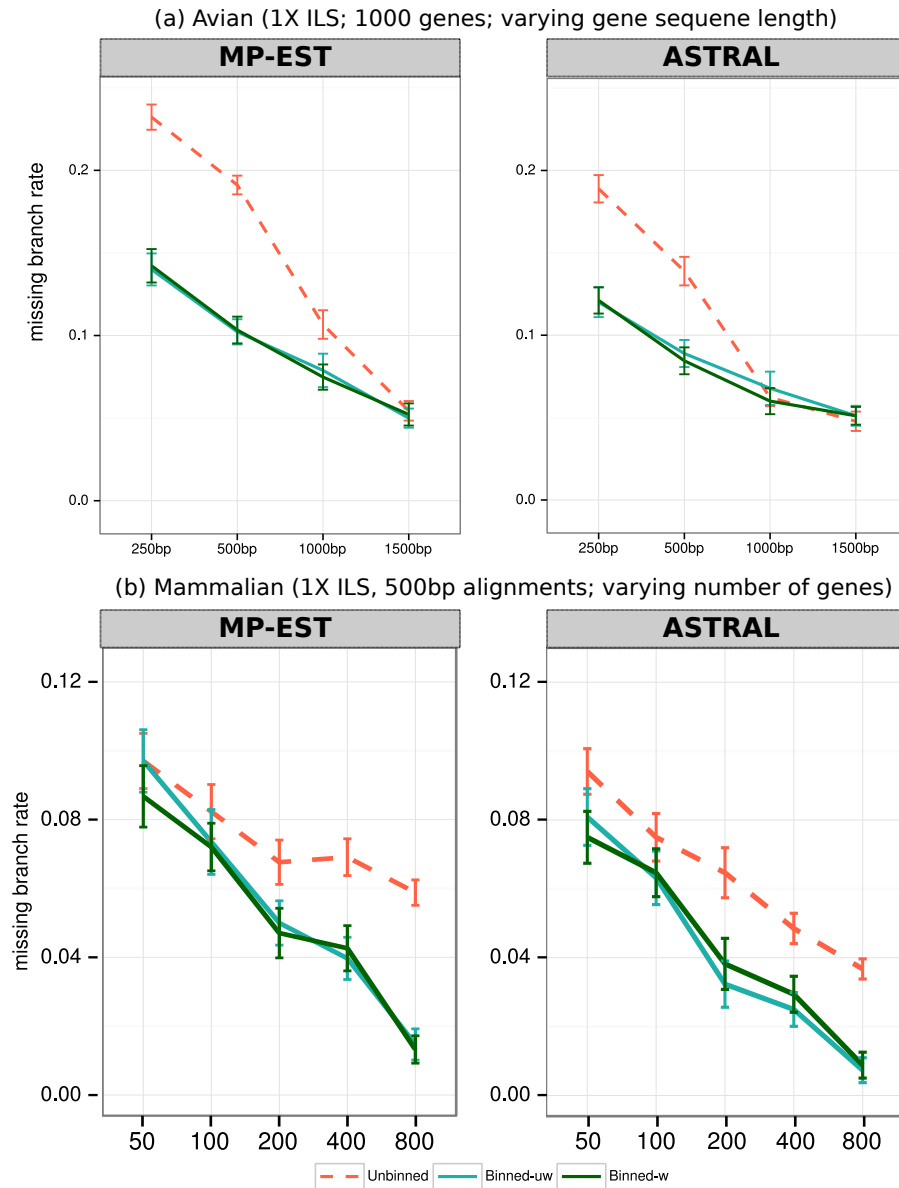 (a) Avian (1X ILS; 1000 genes; varying gene sequene length)
MP-EST
ASTRAL
missing branch rate
0.2
0.1
0.0
250bp 500bp 1000bp 1500bp
0.2
0.1
0.0
250bp 500bp 1000bp 1500bp
(b) Mammalian (1X ILS, 500bp alignments; varying number of genes)
MP-EST
ASTRAL
missing branch rate
0.12
0.08
0.04
0.00
50 100 200 400 800
0.12
0.08
0.04
0.00
50 100 200 400 800
Unbinned Binned-uw Binned-w